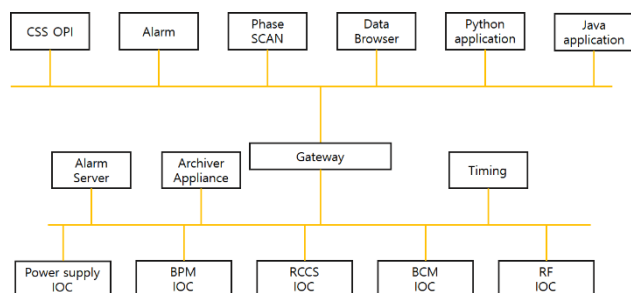 CSS OPI
Alarm
Phase
SCAN
Data
Browser
Python
application
Java
application
Alarm
Server
Archiver
Appliance
Gateway
Timing
Power supply
IOC
BPM
IOC
RCCS
IOC
BCM
IOC
RF
IOC